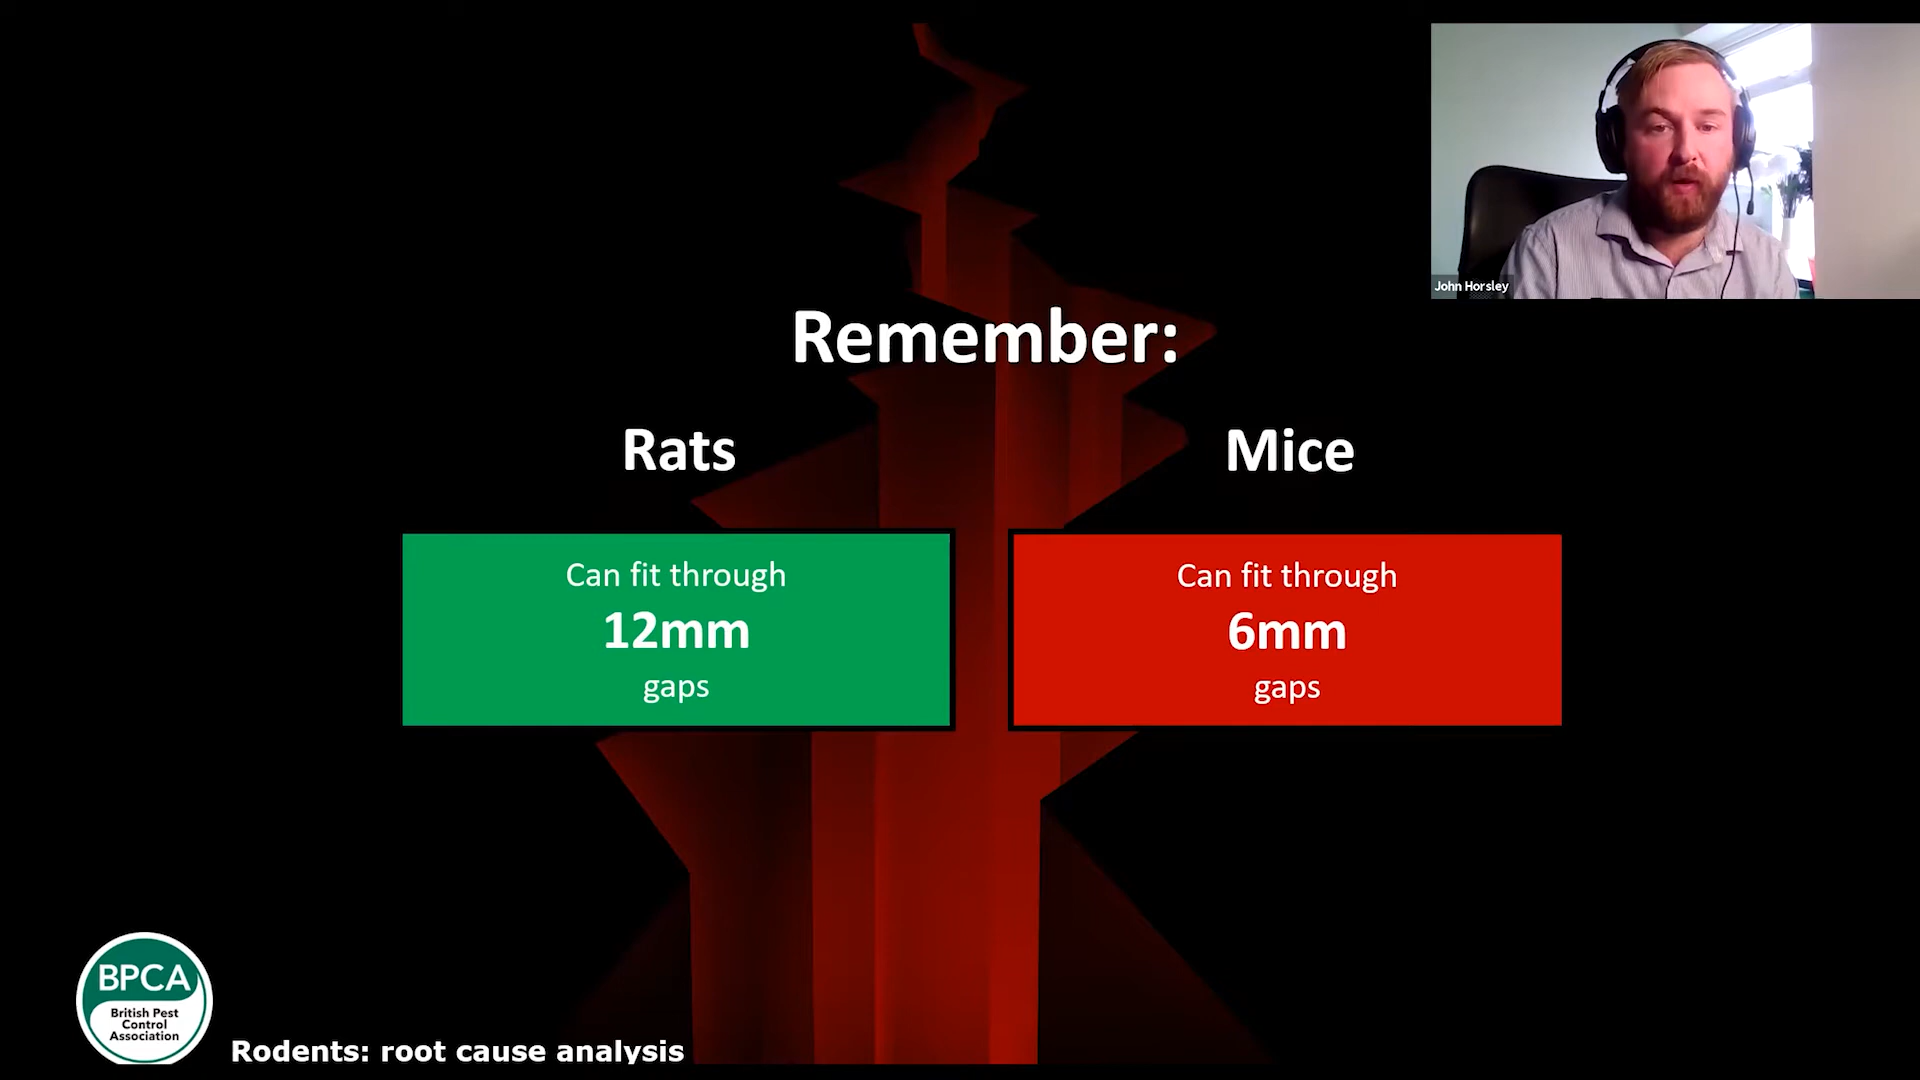 John Horsley
Remember:
Rats
Mice
Can fit through
12mm
gaps
Can fit through
6mm
gaps
BPCA
British Pest
Control
Association
Rodents: root cause analysis